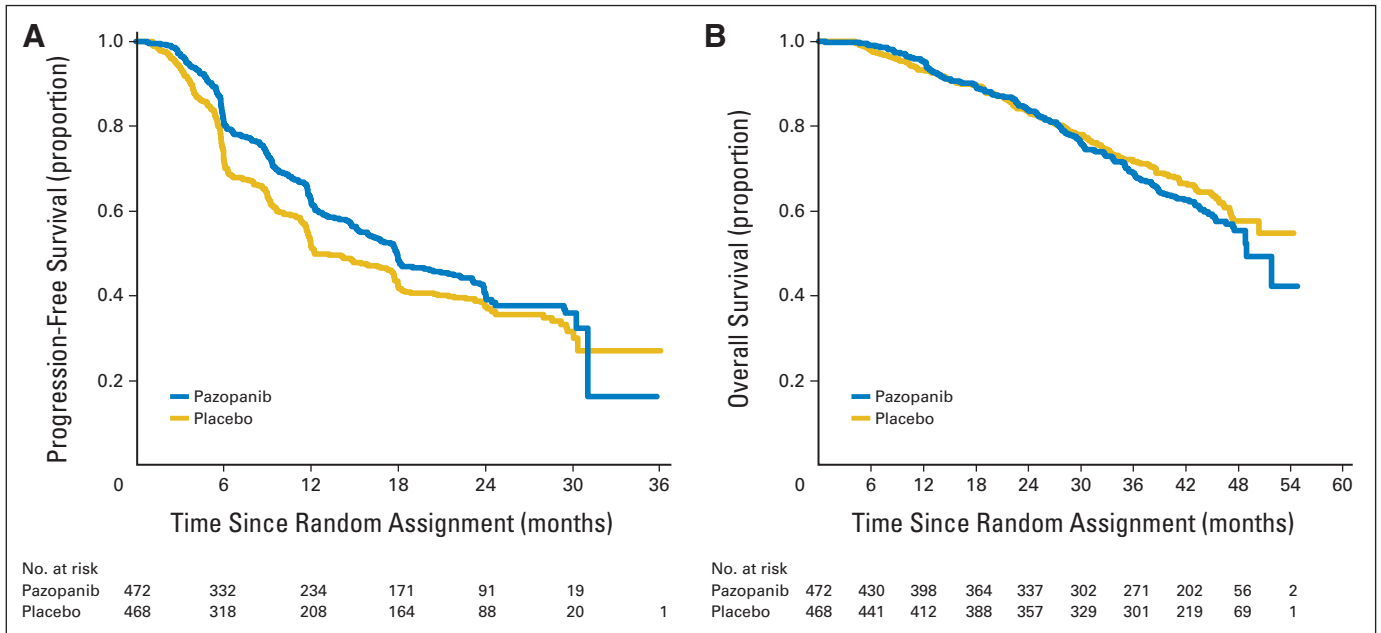 A
Progression-Free Survival (proportion)
1.0
0.8
0.6
0.4
0.2
Pazopanib
Placebo
0 6 12 18 24 30 36
Time Since Random Assignment (months)
No. at risk
Pazopanib 472 332 234 171 91 19
Placebo 468 318 208 164 88 20 1
B
Overall Survival (proportion)
1.0
0.8
0.6
0.4
0.2
Pazopanib
Placebo
0 6 12 18 24 30 36 42 48 54 60
Time Since Random Assignment (months)
No. at risk
Pazopanib 472 430 398 364 337 302 271 202 56 2
Placebo 468 441 412 388 357 329 301 219 69 1